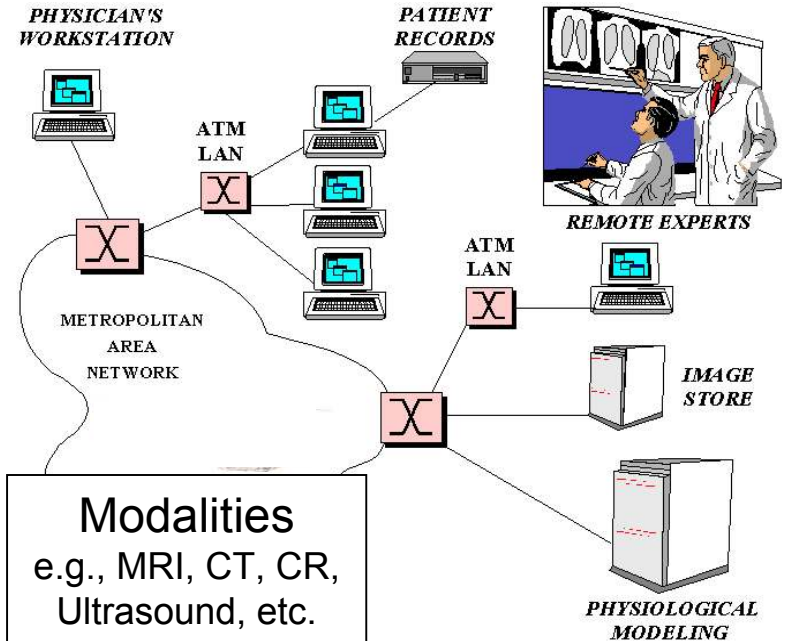 PHYSICIAN'S
WORKSTATION
PATIENT
RECORDS
ATM
LAN
REMOTE EXPERTS
ATM
LAN
METROPOLITAN
AREA
NETWORK
IMAGE
STORE
Modalities
e.g., MRI, CT, CR,
Ultrasound, etc.
PHYSIOLOGICAL
MODELING